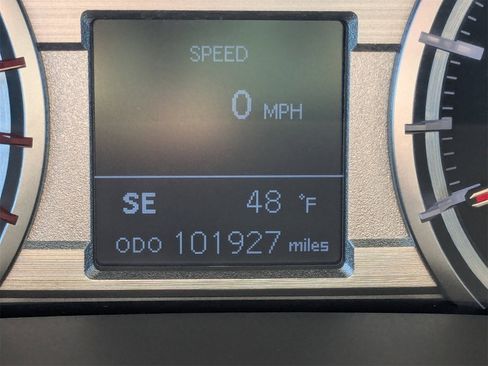 SPEED
0 MPH
SE 48 °F
ODO 101927 miles